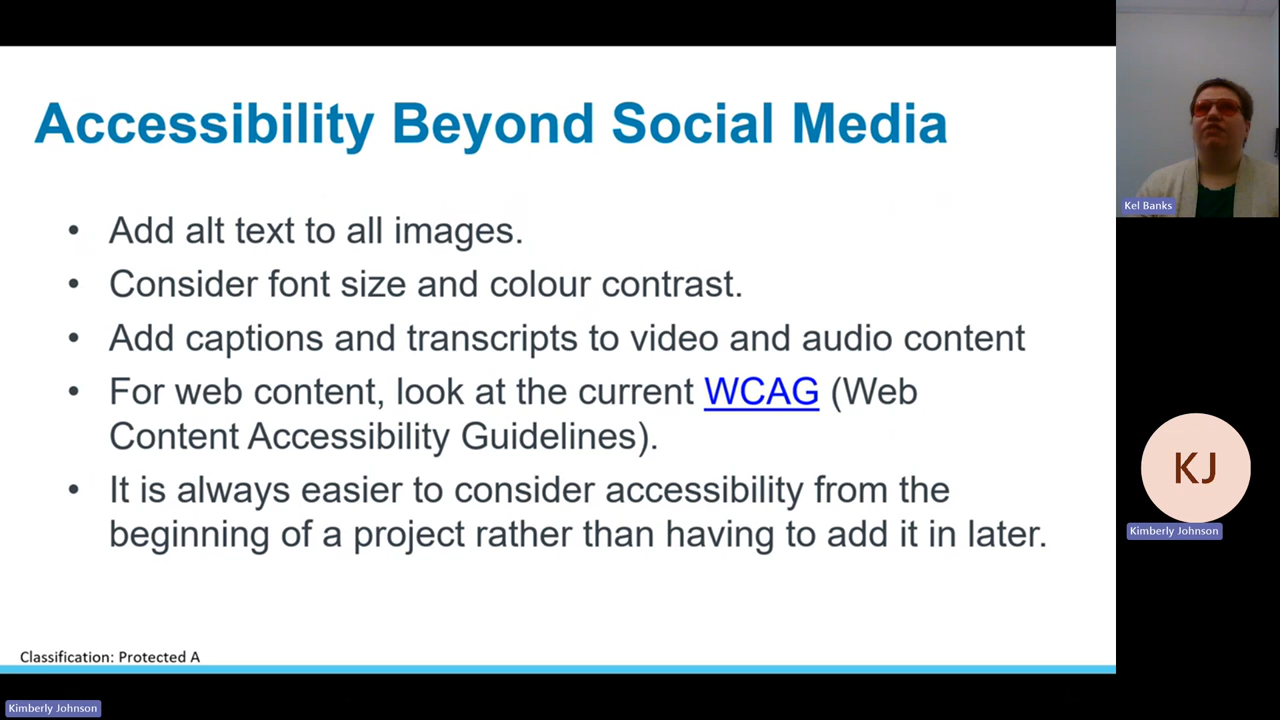 Accessibility Beyond Social Media
• Add alt text to all images.
• Consider font size and colour contrast.
• Add captions and transcripts to video and audio content
• For web content, look at the current WCAG (Web
Content Accessibility Guidelines).
• It is always easier to consider accessibility from the
beginning of a project rather than having to add it in later.
Classification: Protected A
Kimberly Johnson
Kel Banks
KJ
Kimberly Johnson